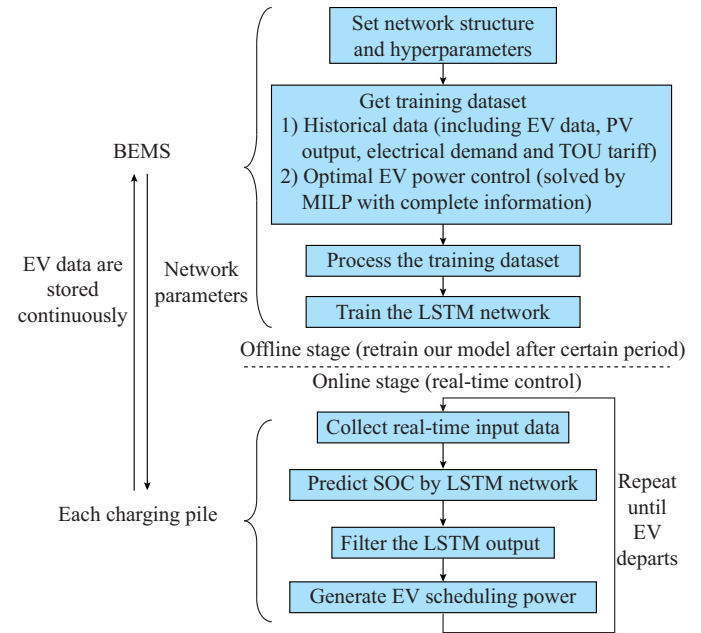 Set network structure
and hyperparameters
Get training dataset
1) Historical data (including EV data, PV
output, electrical demand and TOU tariff)
2) Optimal EV power control (solved by
MILP with complete information)
Process the training dataset
Train the LSTM network
Offline stage (retrain our model after certain period)
BEMS
EV data are
stored
continuously
Network
parameters
Online stage (real-time control)
Each charging pile
Collect real-time input data
Predict SOC by LSTM network
Filter the LSTM output
Generate EV scheduling power
Repeat
until
EV
departs